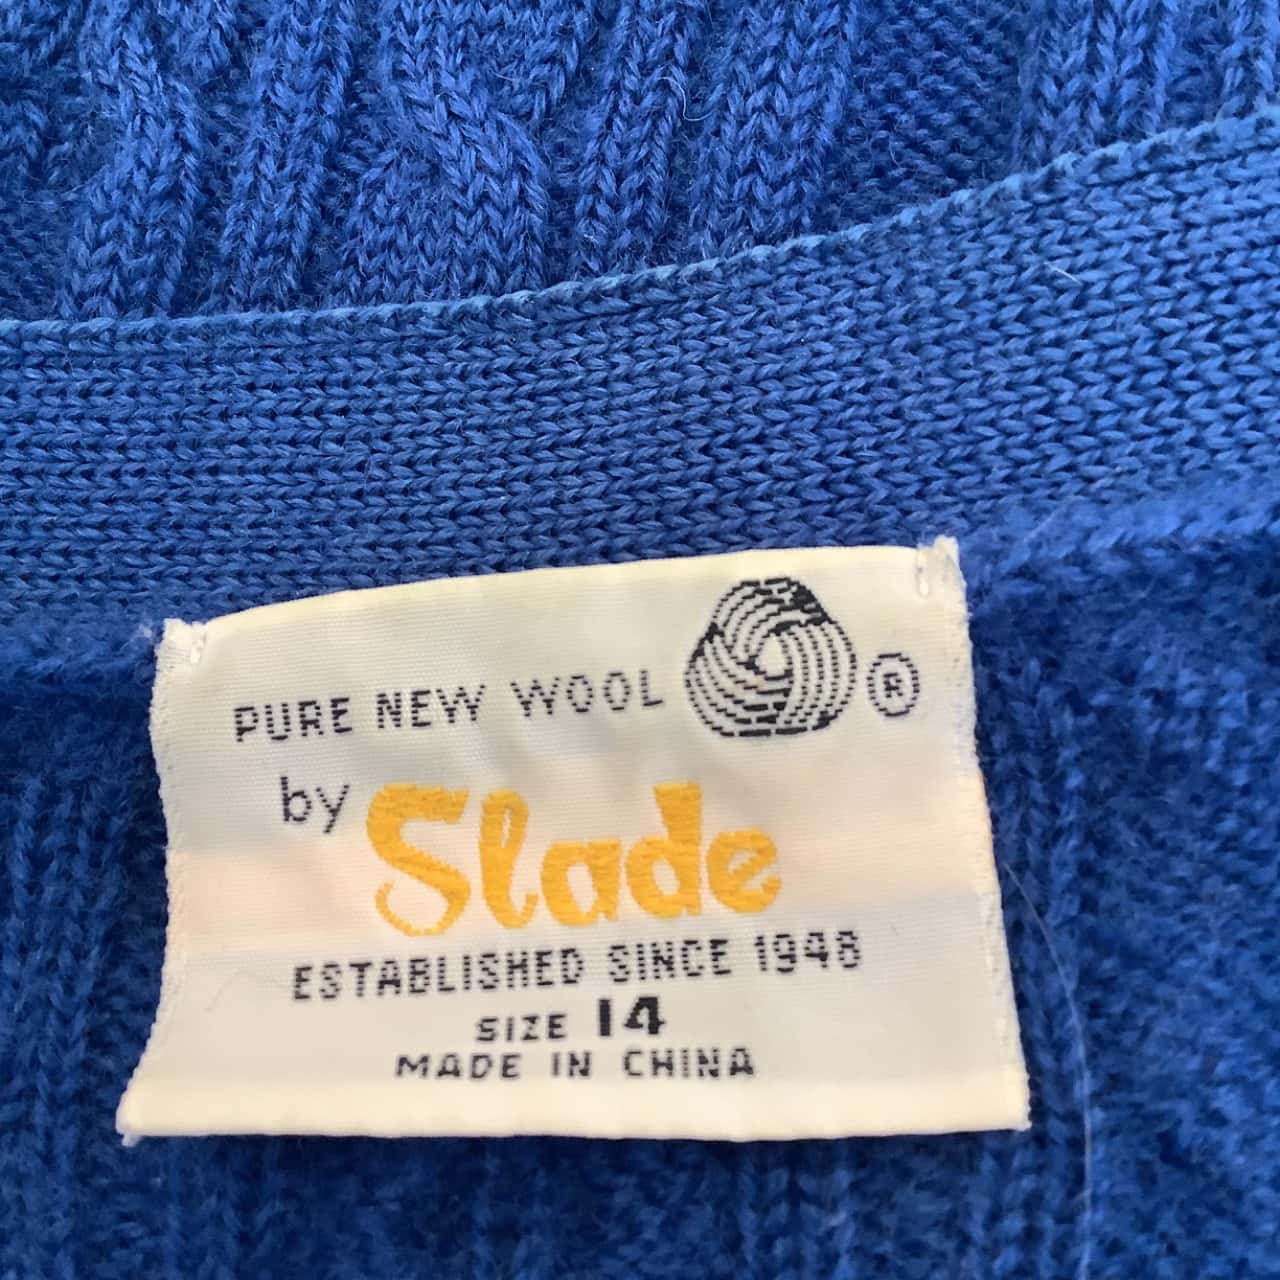 PURE NEW WOOL ®
by Slade
ESTABLISHED SINCE 1948
SIZE 14
MADE IN CHINA